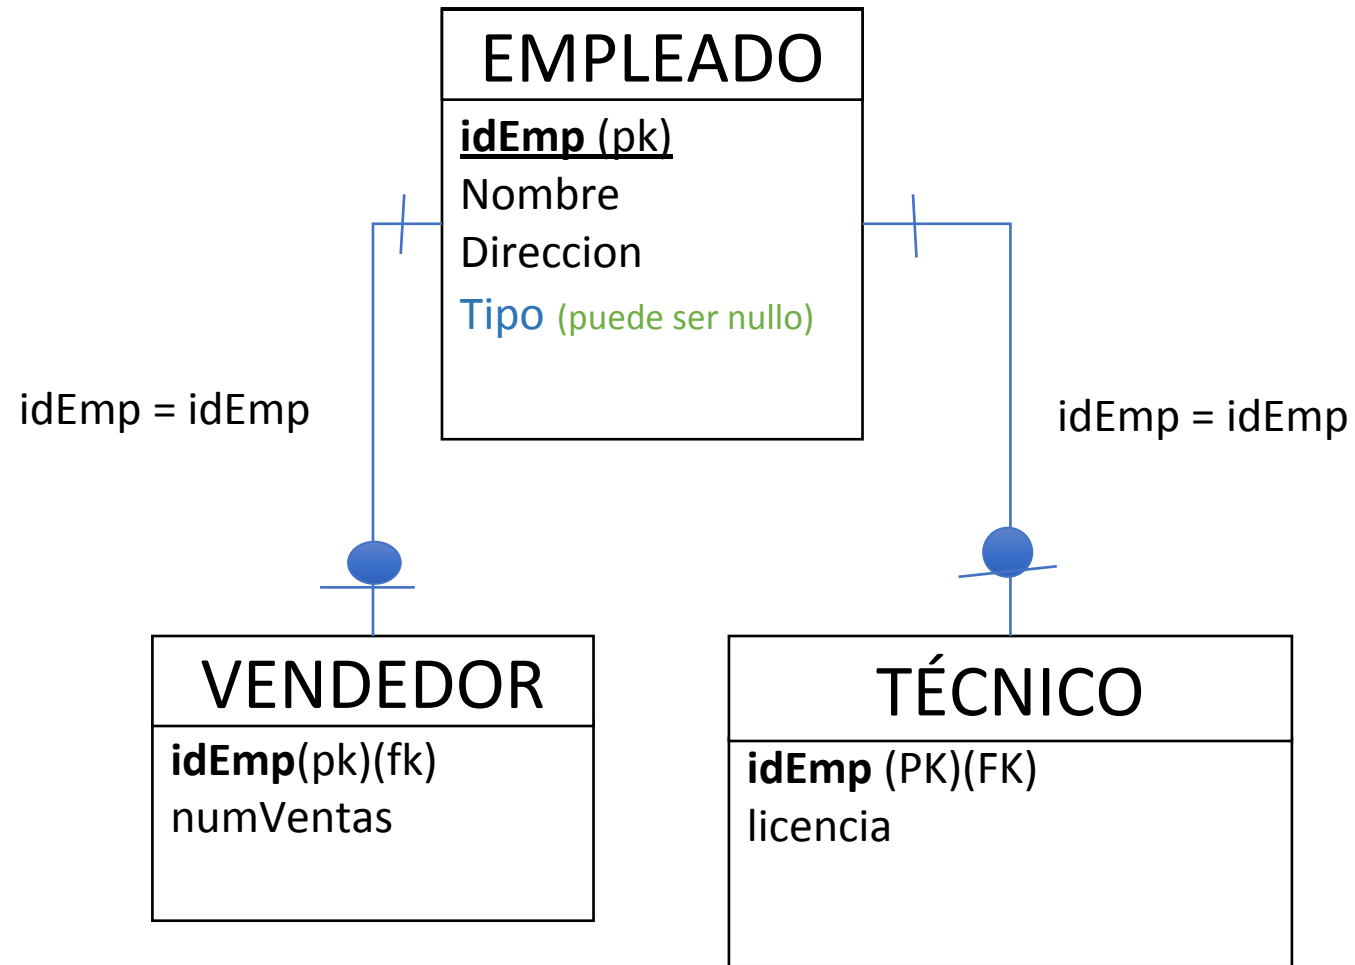 EMPLEADO
idEmp (pk)
Nombre
Direccion
Tipo (puede ser nullo)
idEmp = idEmp
idEmp = idEmp
VENDEDOR
idEmp(pk)(fk)
numVentas
TÉCNICO
idEmp (PK)(FK)
licencia